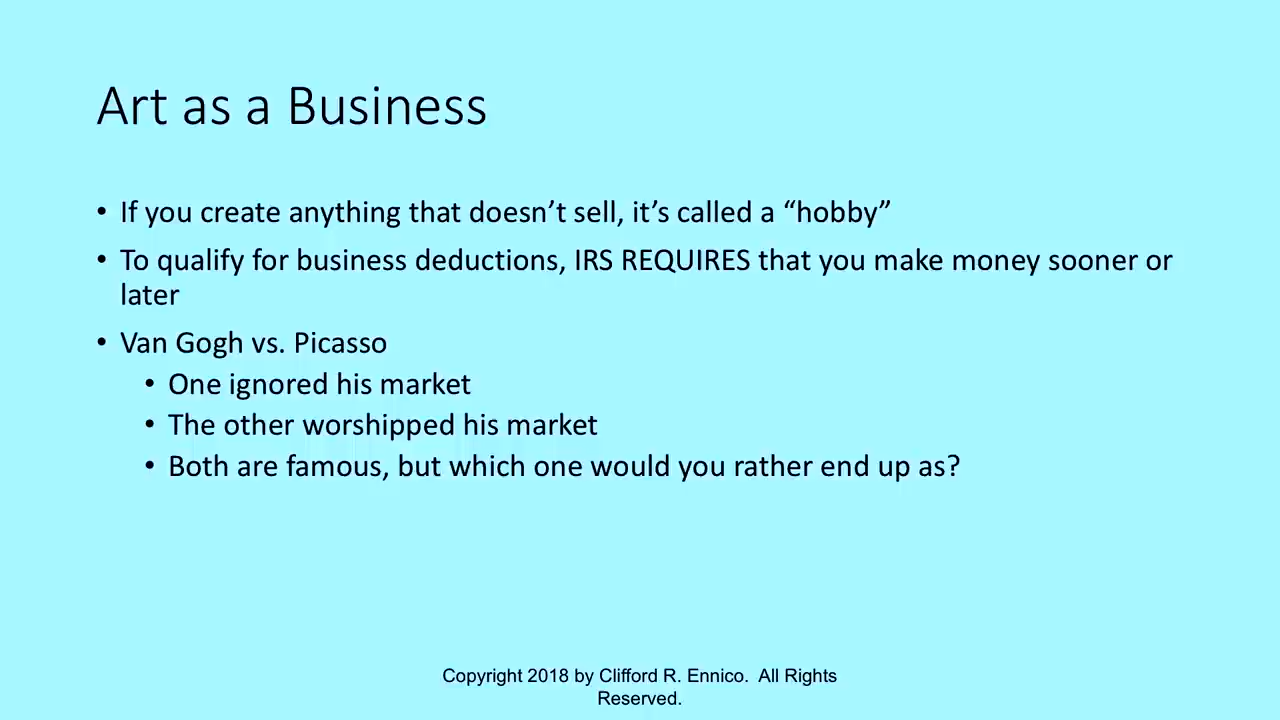 Art as a Business
• If you create anything that doesn’t sell, it’s called a “hobby”
• To qualify for business deductions, IRS REQUIRES that you make money sooner or
later
• Van Gogh vs. Picasso
• One ignored his market
• The other worshipped his market
• Both are famous, but which one would you rather end up as?
Copyright 2018 by Clifford R. Ennico.  All Rights
Reserved.